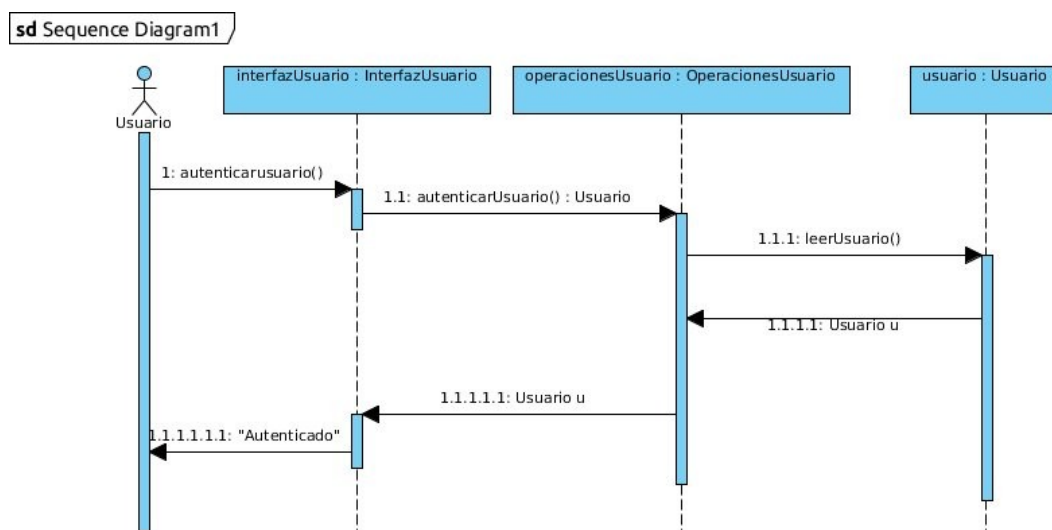 sd Sequence Diagram1
interfazUsuario : InterfazUsuario
operacionesUsuario : OperacionesUsuario
usuario : Usuario
Usuario
1: autenticarusuario()
1.1: autenticarUsuario() : Usuario
1.1.1: leerUsuario()
1.1.1.1: Usuario u
1.1.1.1.1: Usuario u
1.1.1.1.1.1: "Autenticado"